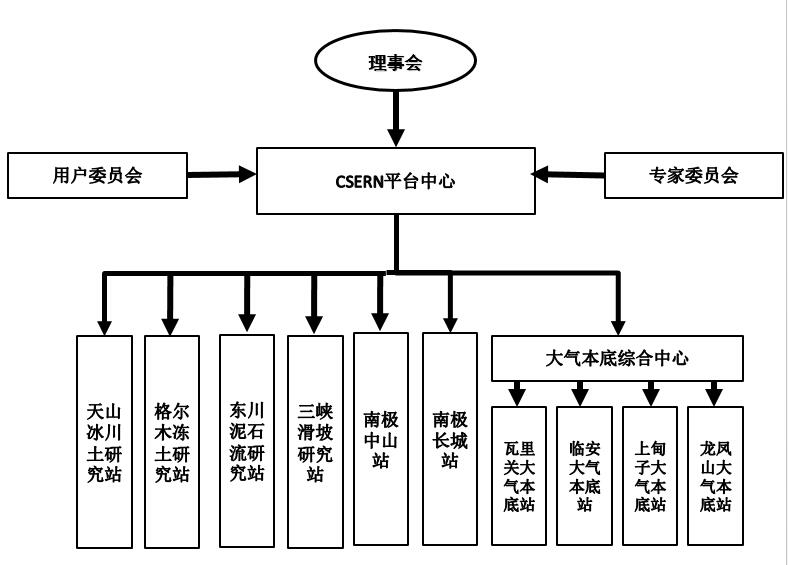 理事会
用户委员会
CSERN平台中心
专家委员会
天山
冰川
土研
究站
格尔
木冻
土研
究站
东川
泥石
流研
究站
三峡
滑坡
研究
站
南极
中山
站
南极
长城
站
大气本底综合中心
瓦里
关大
气本
底站
临安
大气
本底
站
上甸
子大
气本
底站
龙凤
山大
气本
底站